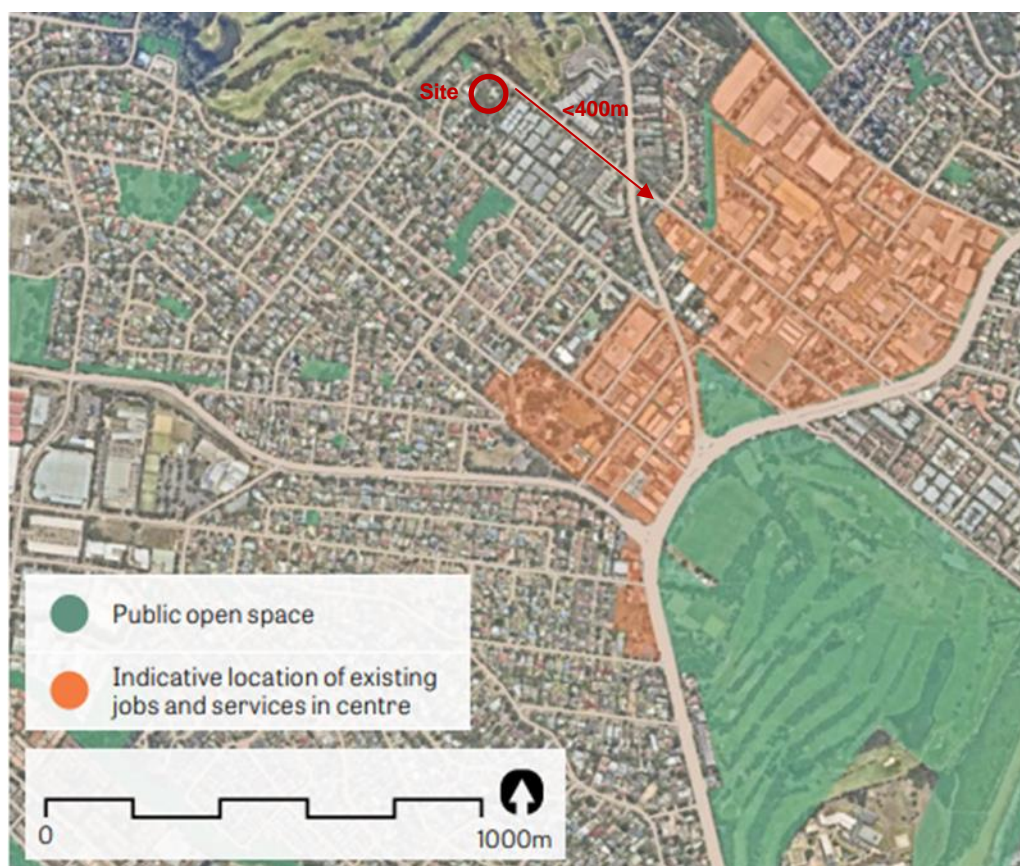 Site
<400m
Public open space
Indicative location of existing
jobs and services in centre
0
1000m